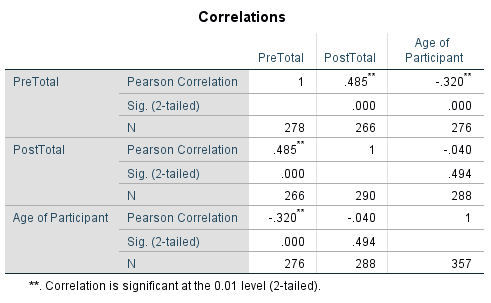 Correlations
PreTotal PostTotal Age of Participant
PreTotal Pearson Correlation 1 .485** -.320**
Sig. (2-tailed) .000 .000
N 278 266 276
PostTotal Pearson Correlation .485** 1 -.040
Sig. (2-tailed) .000 .494
N 266 290 288
Age of Participant Pearson Correlation -.320** -.040 1
Sig. (2-tailed) .000 .494
N 276 288 357
**. Correlation is significant at the 0.01 level (2-tailed).